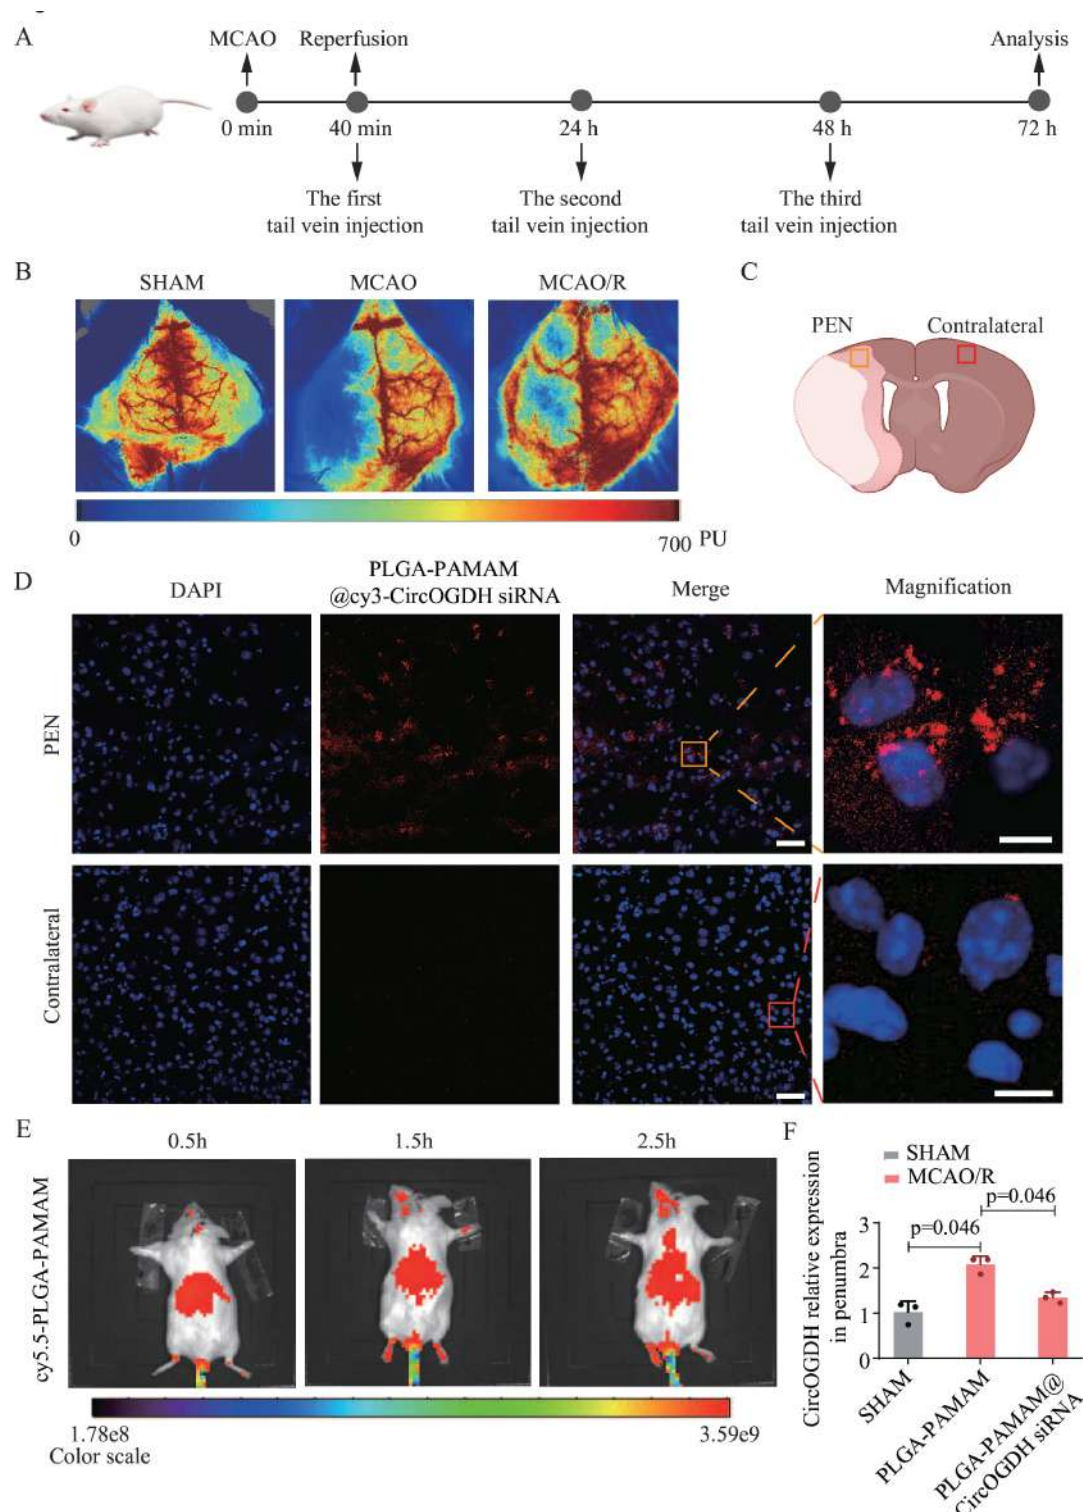 A
MCAO
Reperfusion
Analysis
0 min
40 min
24 h
48 h
72 h
The first
tail vein injection
The second
tail vein injection
The third
tail vein injection
B
SHAM
MCAO
MCAO/R
0
700 PU
C
PEN
Contralateral
D
DAPI
PLGA-PAMAM
@cy3-CircOGDH siRNA
Merge
Magnification
PEN
Contralateral
E
0.5h
1.5h
2.5h
cy5.5-PLGA-PAMAM
1.78e8
3.59e9
Color scale
F
SHAM
MCAO/R
p=0.046
p=0.046
CircOGDH relative expression
in penumbra
3
2
1
0
SHAM
PLGA-PAMAM
PLGA-PAMAM@
CircOGDH siRNA